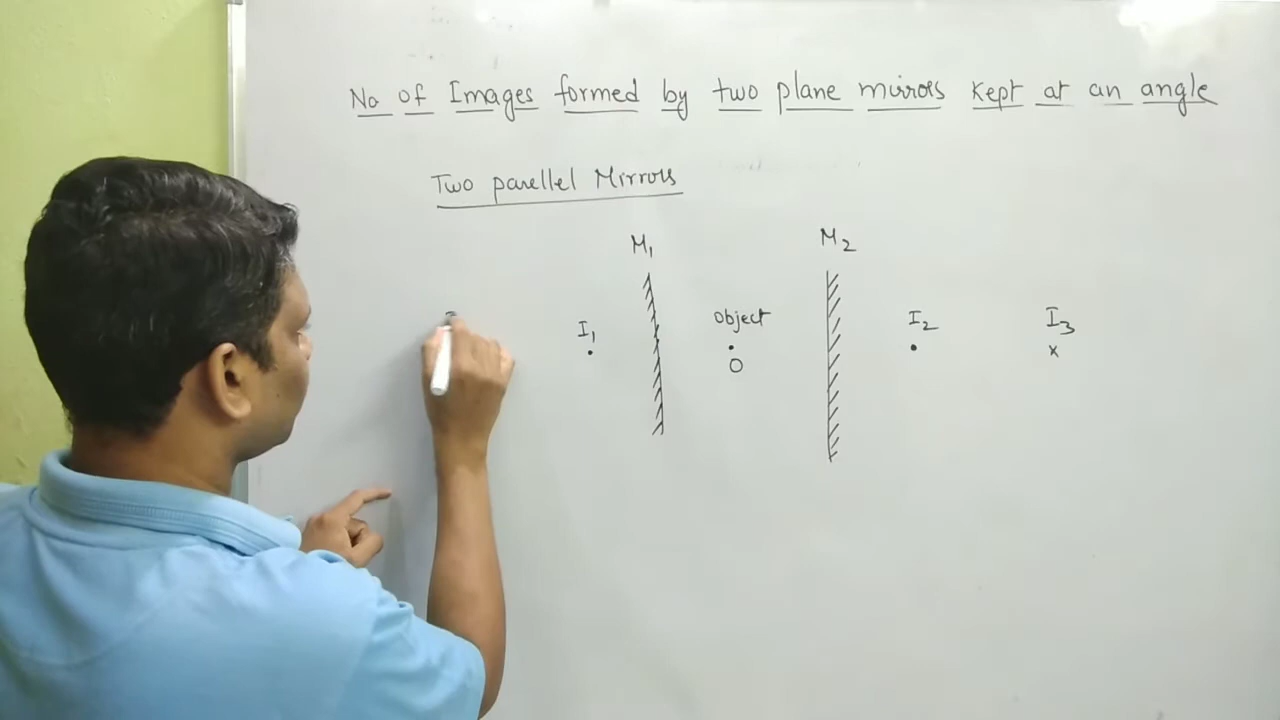 No of Images formed by two plane mirrors kept at an angle
Two parellel Mirrors
M1
M2
I1
object
O
I2
I3
x